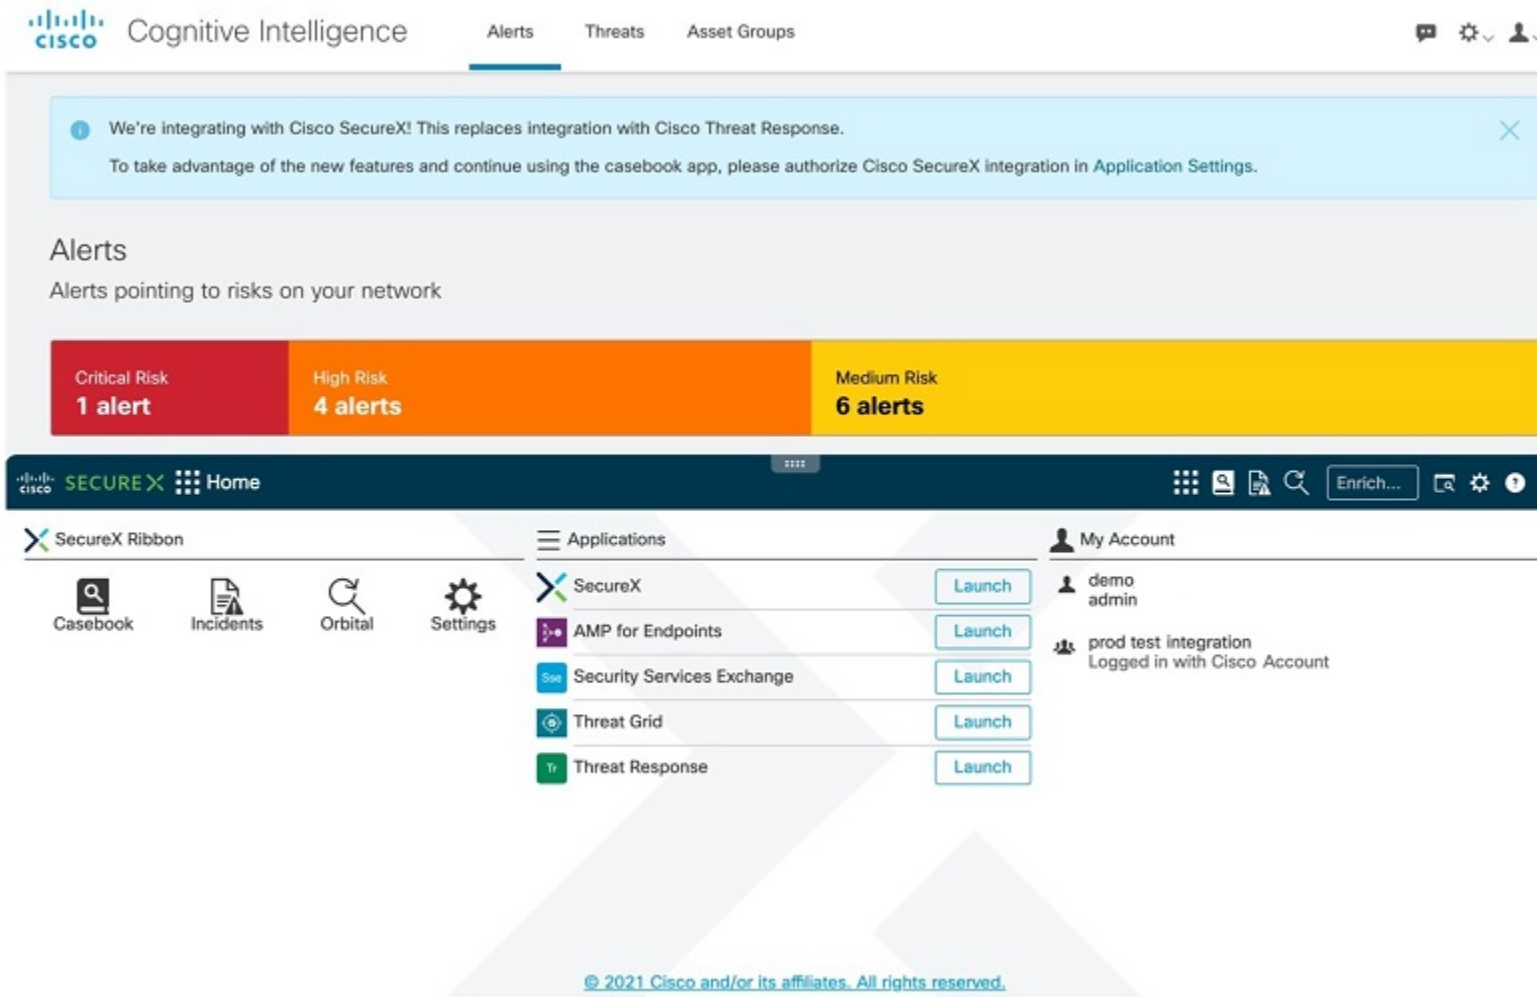 CISCO Cognitive Intelligence Alerts Threats Asset Groups
We're integrating with Cisco SecureX! This replaces integration with Cisco Threat Response.
To take advantage of the new features and continue using the casebook app, please authorize Cisco SecureX integration in Application Settings.
Alerts
Alerts pointing to risks on your network
Critical Risk
1 alert
High Risk
4 alerts
Medium Risk
6 alerts
CISCO SECUREX Home Enrich... ?
SecureX Ribbon
Casebook Incidents Orbital Settings
Applications
SecureX Launch
AMP for Endpoints Launch
Sse Security Services Exchange Launch
Threat Grid Launch
Tr Threat Response Launch
My Account
demo
admin
prod test integration
Logged in with Cisco Account
© 2021 Cisco and/or its affiliates. All rights reserved.